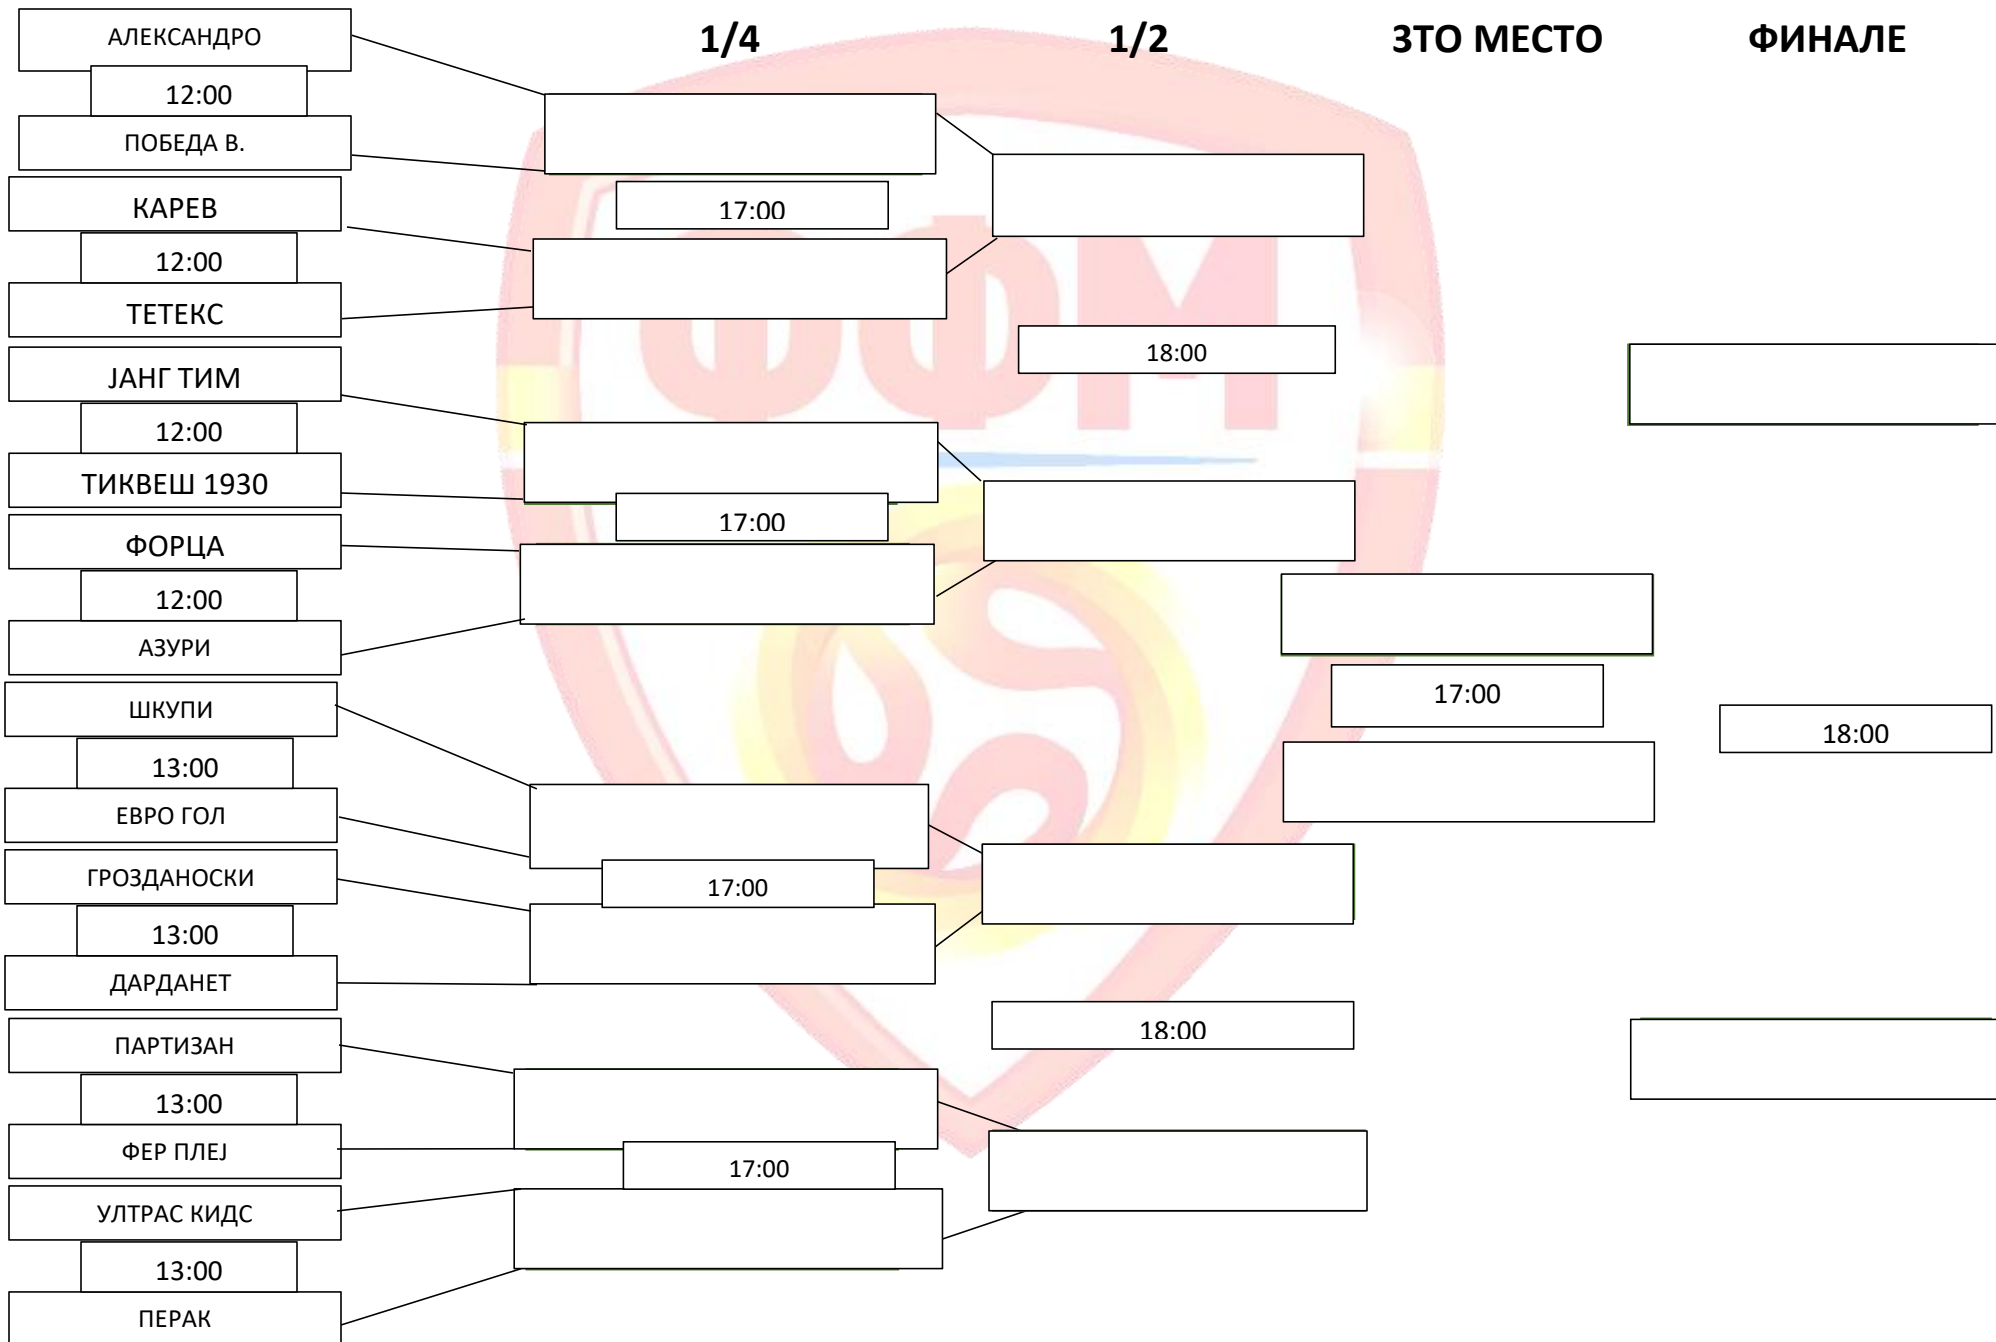 1/4
1/2
3ТО МЕСТО
ФИНАЛЕ
АЛЕКСАНДРО
12:00
ПОБЕДА В.
КАРЕВ
12:00
ТЕТЕКС
ЈАНГ ТИМ
12:00
ТИКВЕШ 1930
ФОРЦА
12:00
АЗУРИ
ШКУПИ
13:00
ЕВРО ГОЛ
ГРОЗДАНОСКИ
13:00
ДАРДАНЕТ
ПАРТИЗАН
13:00
ФЕР ПЛЕЈ
УЛТРАС КИДС
13:00
ПЕРАК
17:00
17:00
17:00
17:00
18:00
18:00
17:00
18:00
ФФМ